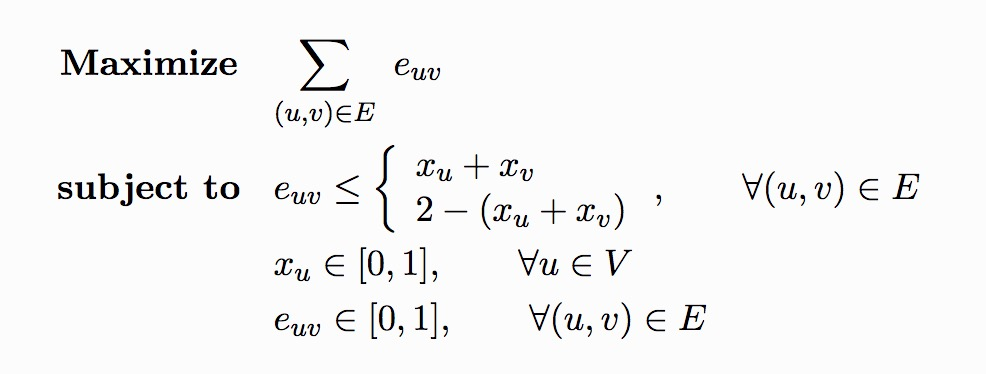 Maximize ∑ e_{uv}
(u,v)∈E
subject to e_{uv} ≤ { x_u + x_v
2 − (x_u + x_v) , ∀(u, v) ∈ E
x_u ∈ [0, 1], ∀u ∈ V
e_{uv} ∈ [0, 1], ∀(u, v) ∈ E